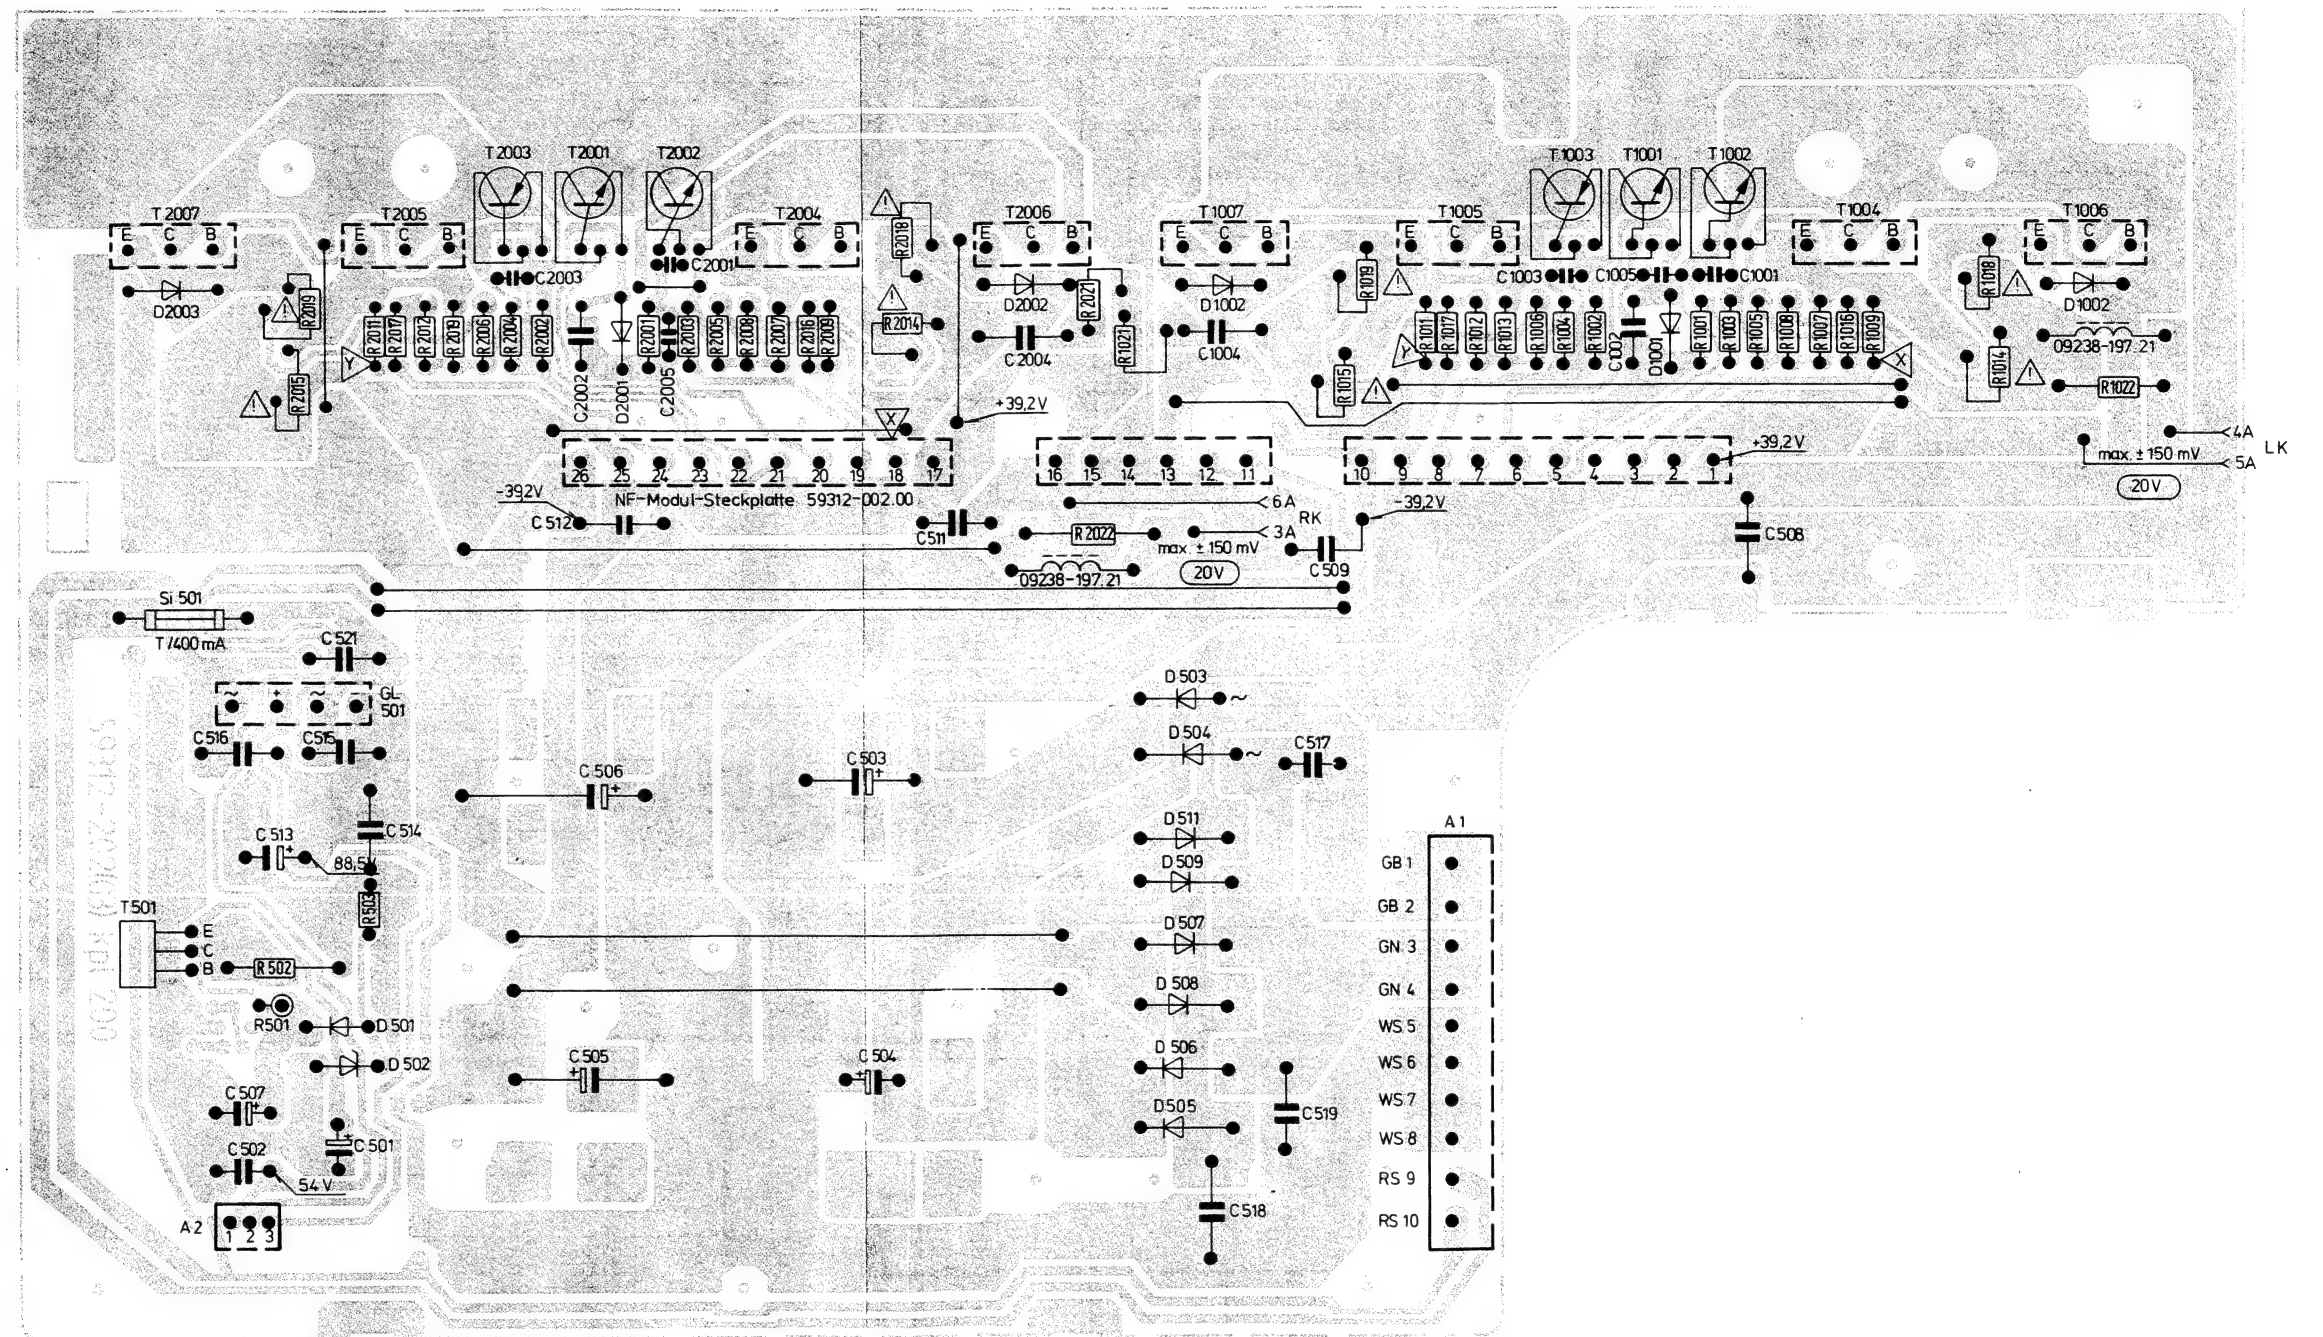 T2003 T2001 T2002
T1003 T1001 T1002
T2007 T2005 T2004 T2006 T1007 T1005 T1004 T1006
E C B
E C B
E C B
E C B
E C B
E C B
E C B
E C B
R2018
C2003 C2001
C1003 C1005 C1001
R1019 R1018
D2003 D2002 D1002 D1002
R2019 R2021
R2011 R2017 R2012 R2019 R2006 R2004 R2002 R2001 R2003 R2005 R2008 R2007 R2016 R2009
R2014
C2004 R1021 C1004
R1011 R1017 R1012 R1013 R1006 R1004 R1002 C1002 D1001 R1001 R1003 R1005 R1008 R1007 R1016 R1009
09238-197.21
Y
Y
X
R2015 C2002 D2001 C2005
R1015 R1014 R1022
X
+39,2V
4A
LK
max. ± 150 mV
5A
20V
+39,2V
26 25 24 23 22 21 20 19 18 17
16 15 14 13 12 11
10 9 8 7 6 5 4 3 2 1
NF-Modul-Steckplatte 59312-002.00
-39,2V
C512
C511
6A
RK
3A
R2022
max. ± 150 mV
20V
09238-197.21
-39,2V
C509
C508
Si 501
T/400 mA
C521
~ + ~ -
GL
501
C516 C515
D503 ~
D504 ~
C517
C506
C503
C513
C514
88,5V
R503
D511
D509
D507
D508
D506
D505
T501
E
C
B
R502
R501
D501
D502
C505
C504
C507
C501
C502
54V
A2
1 2 3
C519
C518
A1
GB 1
GB 2
GN 3
GN 4
WS 5
WS 6
WS 7
WS 8
RS 9
RS 10